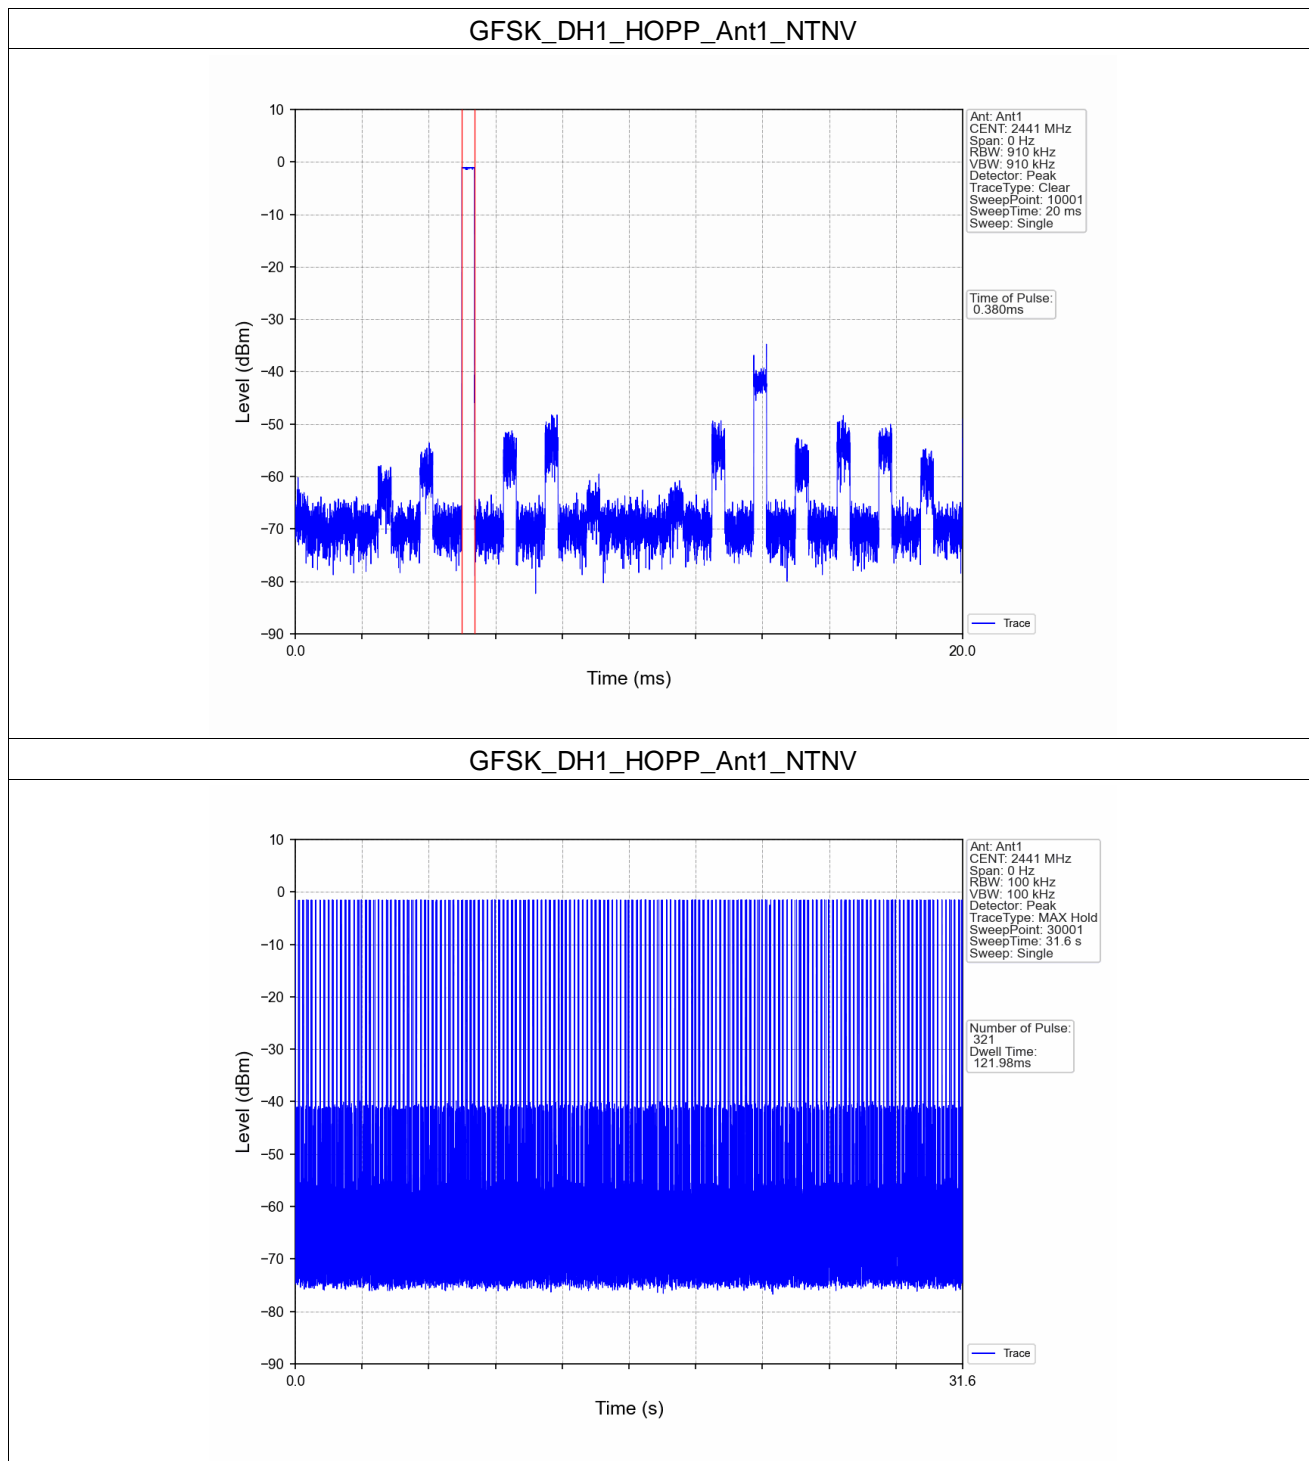 GFSK_DH1_HOPP_Ant1_NTNV
10
0
−10
−20
−30
−40
−50
−60
−70
−80
−90
Level (dBm)
0.0
20.0
Time (ms)
Ant: Ant1
CENT: 2441 MHz
Span: 0 Hz
RBW: 910 kHz
VBW: 910 kHz
Detector: Peak
TraceType: Clear
SweepPoint: 10001
SweepTime: 20 ms
Sweep: Single
Time of Pulse:
0.380ms
Trace
GFSK_DH1_HOPP_Ant1_NTNV
10
0
−10
−20
−30
−40
−50
−60
−70
−80
−90
Level (dBm)
0.0
31.6
Time (s)
Ant: Ant1
CENT: 2441 MHz
Span: 0 Hz
RBW: 100 kHz
VBW: 100 kHz
Detector: Peak
TraceType: MAX Hold
SweepPoint: 30001
SweepTime: 31.6 s
Sweep: Single
Number of Pulse:
321
Dwell Time:
121.98ms
Trace